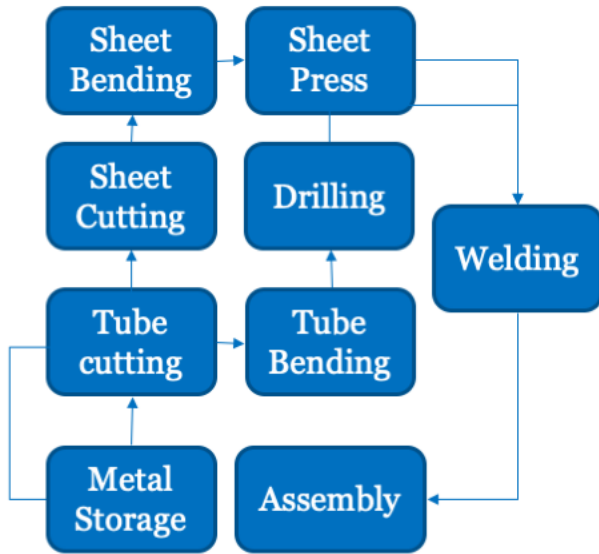 Sheet
Bending
Sheet
Press
Sheet
Cutting
Drilling
Welding
Tube
cutting
Tube
Bending
Metal
Storage
Assembly